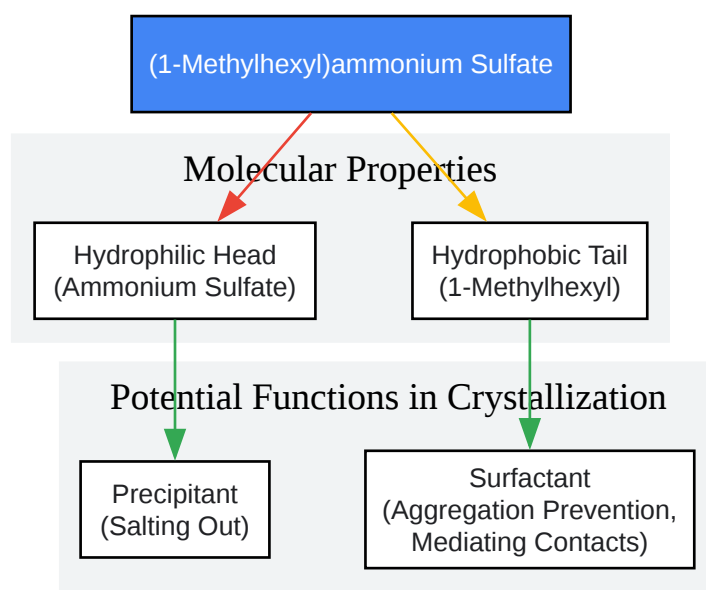 (1-Methylhexyl)ammonium Sulfate
Molecular Properties
Hydrophilic Head
(Ammonium Sulfate)
Hydrophobic Tail
(1-Methylhexyl)
Potential Functions in Crystallization
Precipitant
(Salting Out)
Surfactant
(Aggregation Prevention,
Mediating Contacts)